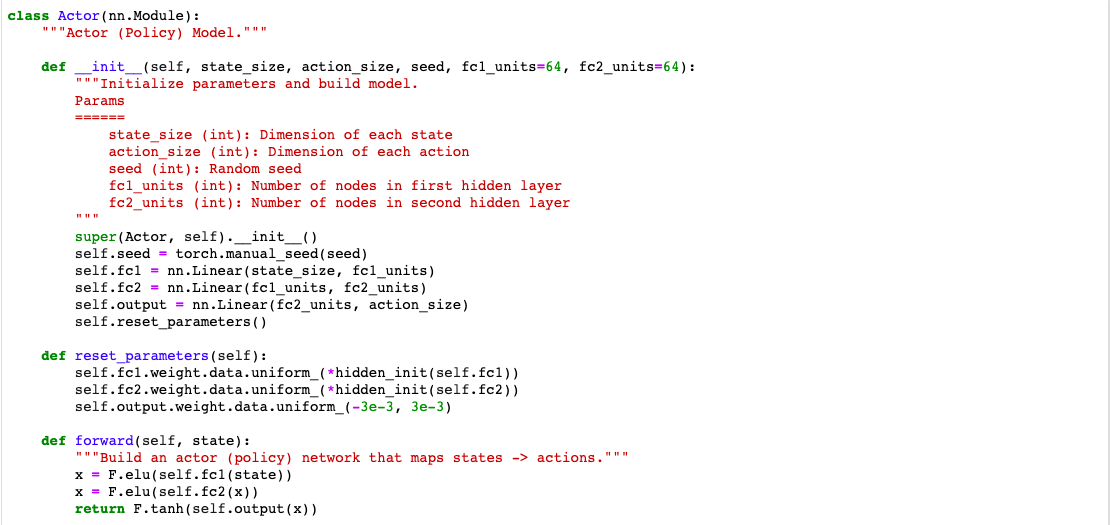 class Actor(nn.Module):
    """Actor (Policy) Model."""

    def __init__(self, state_size, action_size, seed, fc1_units=64, fc2_units=64):
        """Initialize parameters and build model.
        Params
        ======
            state_size (int): Dimension of each state
            action_size (int): Dimension of each action
            seed (int): Random seed
            fc1_units (int): Number of nodes in first hidden layer
            fc2_units (int): Number of nodes in second hidden layer
        """
        super(Actor, self).__init__()
        self.seed = torch.manual_seed(seed)
        self.fc1 = nn.Linear(state_size, fc1_units)
        self.fc2 = nn.Linear(fc1_units, fc2_units)
        self.output = nn.Linear(fc2_units, action_size)
        self.reset_parameters()

    def reset_parameters(self):
        self.fc1.weight.data.uniform_(*hidden_init(self.fc1))
        self.fc2.weight.data.uniform_(*hidden_init(self.fc2))
        self.output.weight.data.uniform_(-3e-3, 3e-3)

    def forward(self, state):
        """Build an actor (policy) network that maps states -> actions."""
        x = F.elu(self.fc1(state))
        x = F.elu(self.fc2(x))
        return F.tanh(self.output(x))